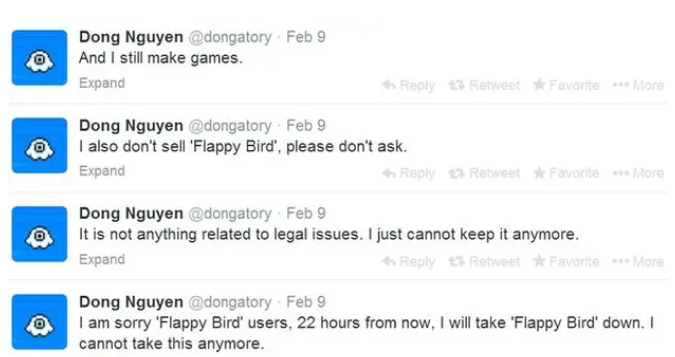 Dong Nguyen @dongatory · Feb 9
And I still make games.
Expand
Reply Retweet Favorite More
Dong Nguyen @dongatory · Feb 9
I also don't sell 'Flappy Bird', please don't ask.
Expand
Reply Retweet Favorite More
Dong Nguyen @dongatory · Feb 9
It is not anything related to legal issues. I just cannot keep it anymore.
Expand
Reply Retweet Favorite More
Dong Nguyen @dongatory · Feb 9
I am sorry 'Flappy Bird' users, 22 hours from now, I will take 'Flappy Bird' down. I
cannot take this anymore.